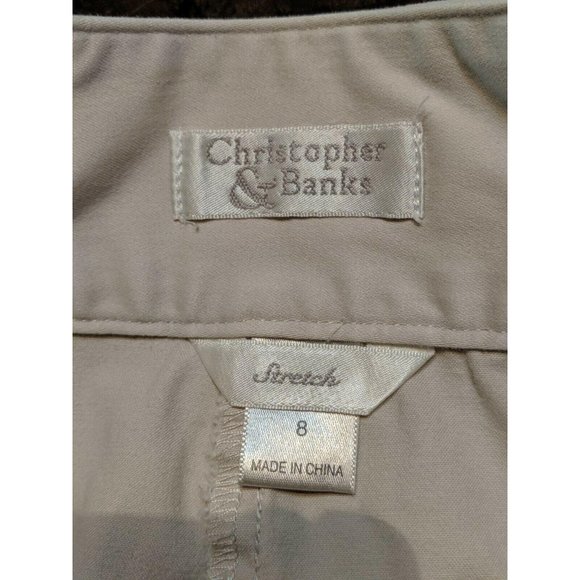 Christopher
& Banks
Stretch
8
MADE IN CHINA